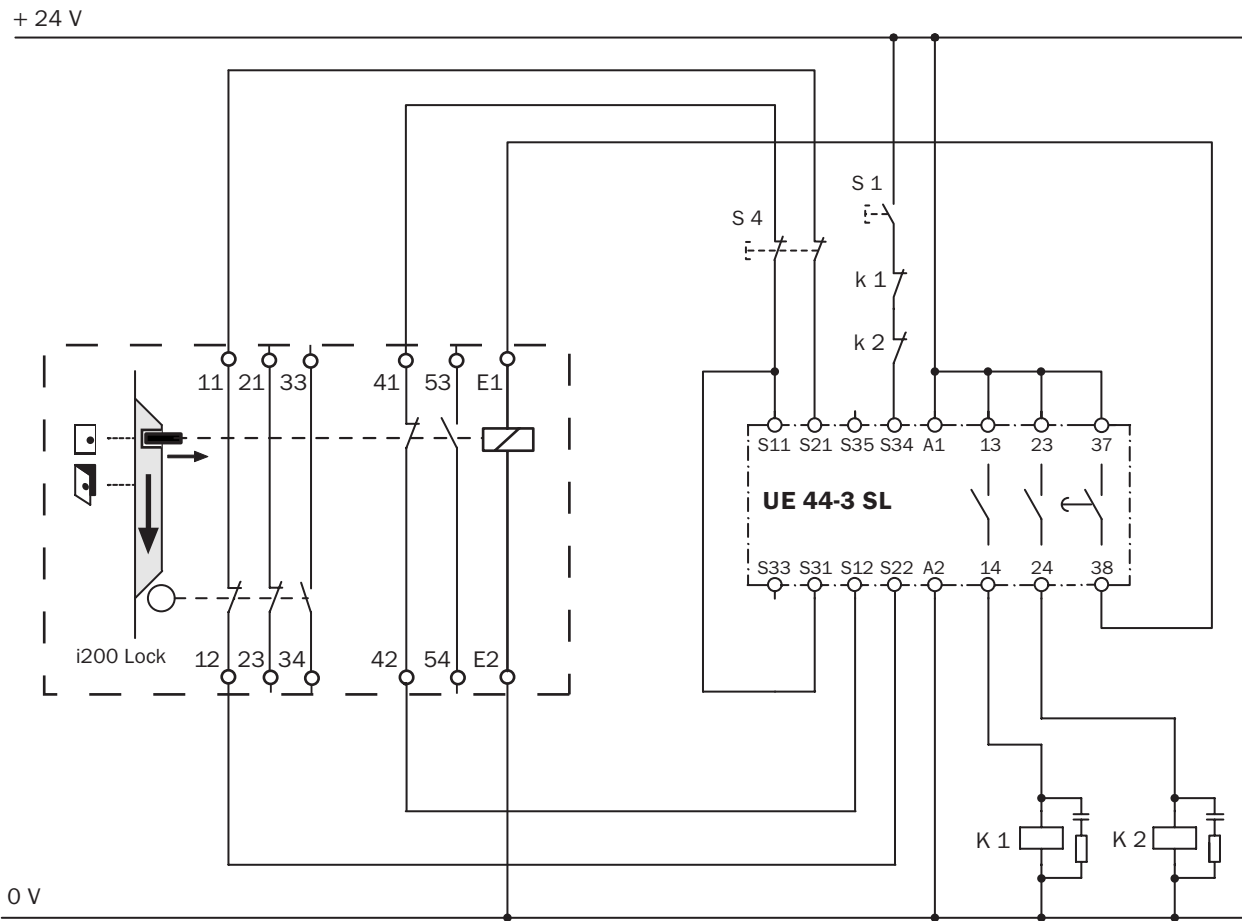 + 24 V
S 1
S 4
k 1
k 2
11 21 33 41 53 E1
S11 S21 S35 S34 A1 13 23 37
UE 44-3 SL
S33 S31 S12 S22 A2 14 24 38
i200 Lock
12 23 34 42 54 E2
K 1 K 2
0 V